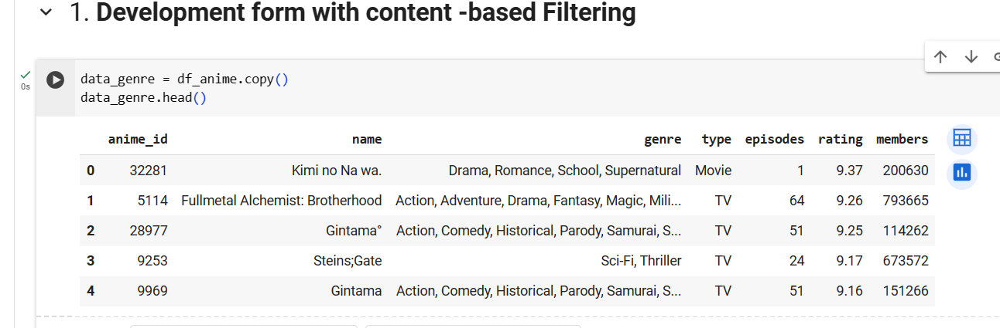 1. Development form with content -based Filtering
0s
data_genre = df_anime.copy()
data_genre.head()
anime_id name genre type episodes rating members
0 32281 Kimi no Na wa. Drama, Romance, School, Supernatural Movie 1 9.37 200630
1 5114 Fullmetal Alchemist: Brotherhood Action, Adventure, Drama, Fantasy, Magic, Mili... TV 64 9.26 793665
2 28977 Gintama° Action, Comedy, Historical, Parody, Samurai, S... TV 51 9.25 114262
3 9253 Steins;Gate Sci-Fi, Thriller TV 24 9.17 673572
4 9969 Gintama Action, Comedy, Historical, Parody, Samurai, S... TV 51 9.16 151266